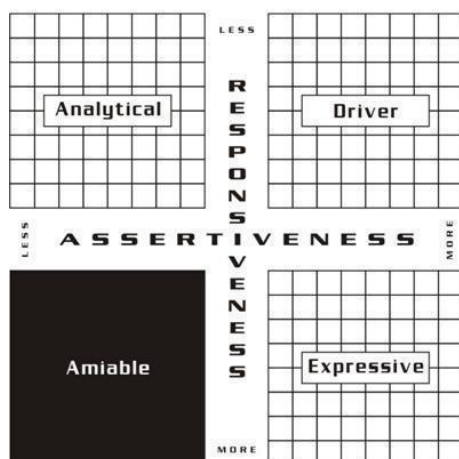 LESS
Analytical
Driver
RESPONSIVENESS
LESS
ASSERTIVENESS
MORE
Amiable
Expressive
MORE